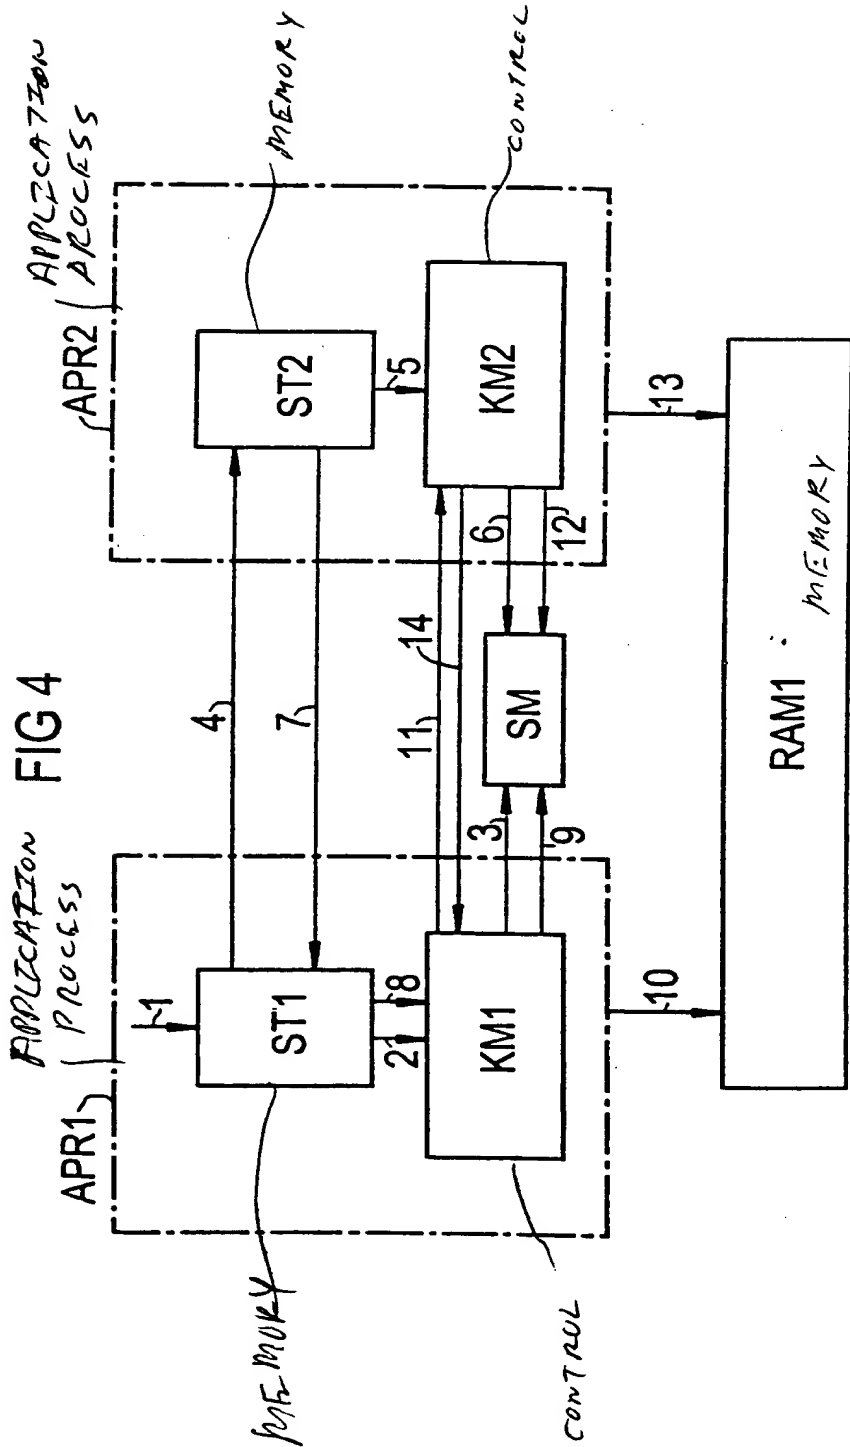 FIG 4
APPLICATION
PROCESS
APR1
APPLICATION
PROCESS
APR2
1
4
7
ST1
ST2
MEMORY
MEMORY
2
8
5
11
14
KM1
KM2
3
6
SM
9
12
CONTROL
CONTROL
10
13
RAM1
MEMORY